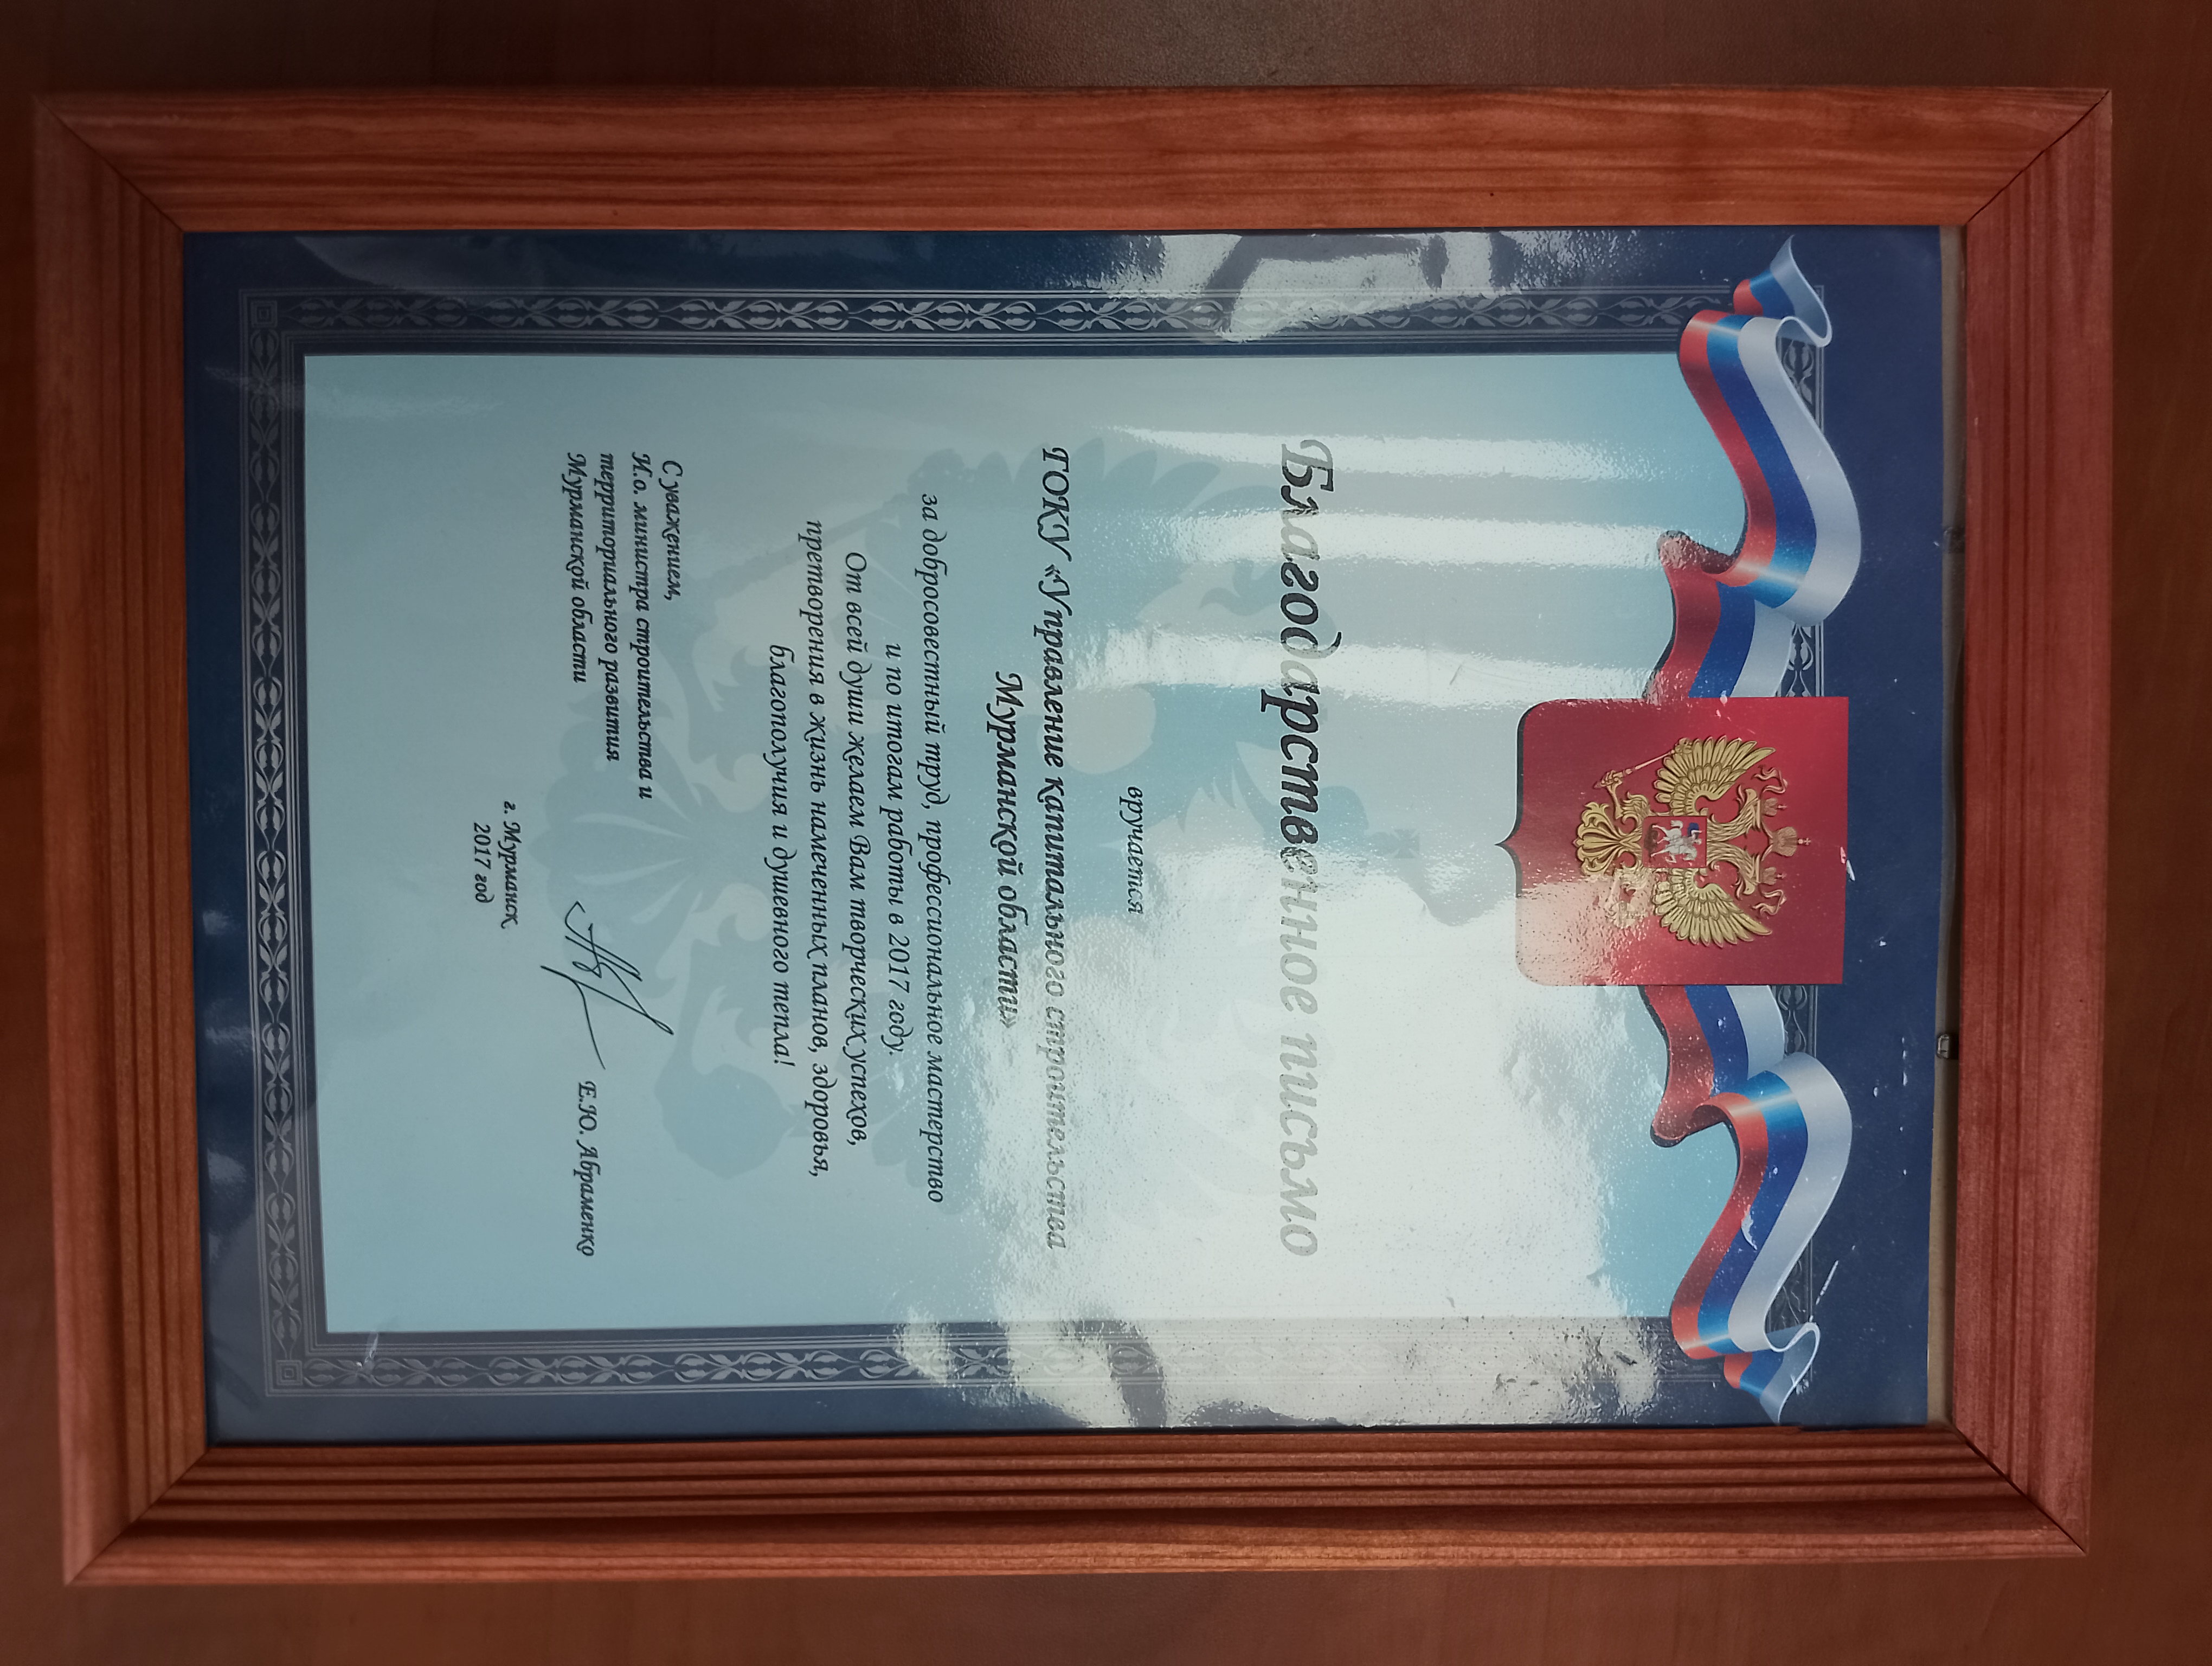 Благодарственное письмо
вручается
ГОКУ «Управление капитального строительства
Мурманской области»
за добросовестный труд, профессиональное мастерство
и по итогам работы в 2017 году.
От всей души желаем Вам творческих успехов,
претворения в жизнь намеченных планов, здоровья,
благополучия и душевного тепла!
С уважением,
И.о. министра строительства и
территориального развития
Мурманской области
Е.Ю. Абраменко
г. Мурманск
2017 год